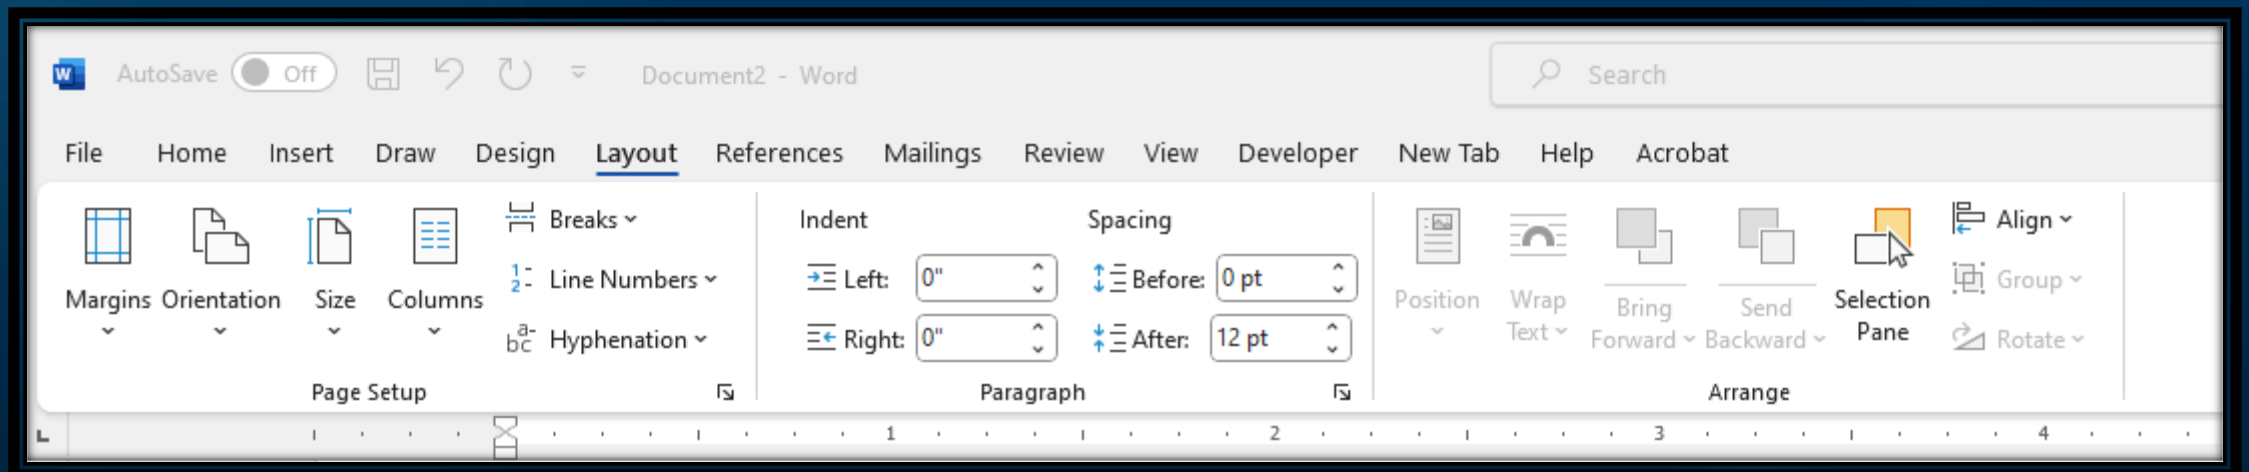 AutoSave Off Document2 - Word Search
File Home Insert Draw Design Layout References Mailings Review View Developer New Tab Help Acrobat
Margins Orientation Size Columns
Breaks
Line Numbers
Hyphenation
Page Setup
Indent
Left: 0"
Right: 0"
Spacing
Before: 0 pt
After: 12 pt
Paragraph
Position
Wrap
Text
Bring
Forward
Send
Backward
Selection
Pane
Align
Group
Rotate
Arrange
1 2 3 4